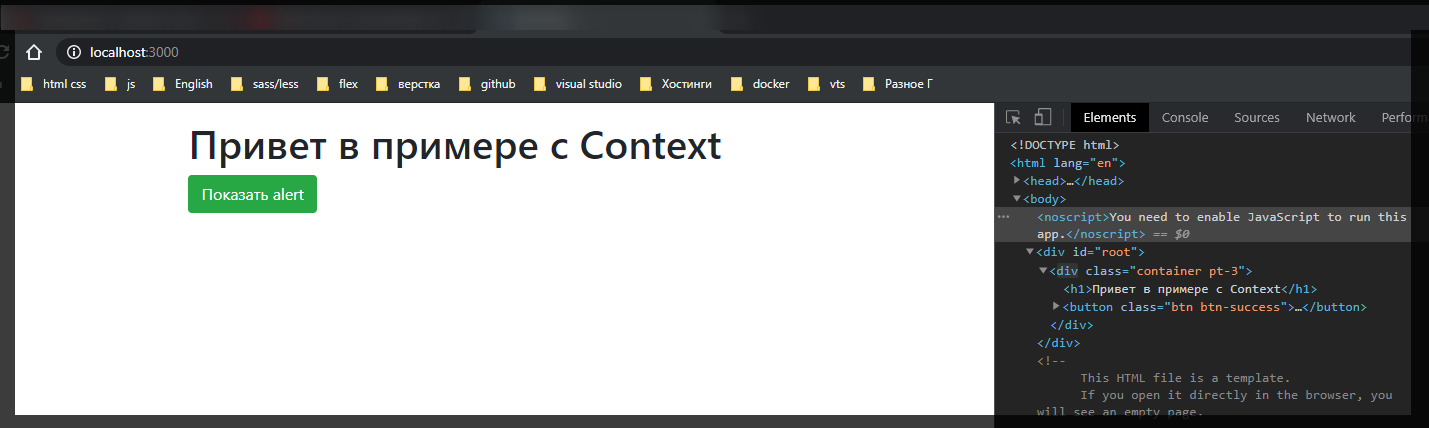 localhost:3000
html css js English sass/less flex верстка github visual studio Хостинги docker vts Разное Г
Привет в примере с Context
Показать alert
Elements Console Sources Network Perform
<!DOCTYPE html>
<html lang="en">
<head>…</head>
<body>
<noscript>You need to enable JavaScript to run this
app.</noscript> == $0
<div id="root">
<div class="container pt-3">
<h1>Привет в примере с Context</h1>
<button class="btn btn-success">…</button>
</div>
</div>
<!--
This HTML file is a template.
If you open it directly in the browser, you
will see an empty page.